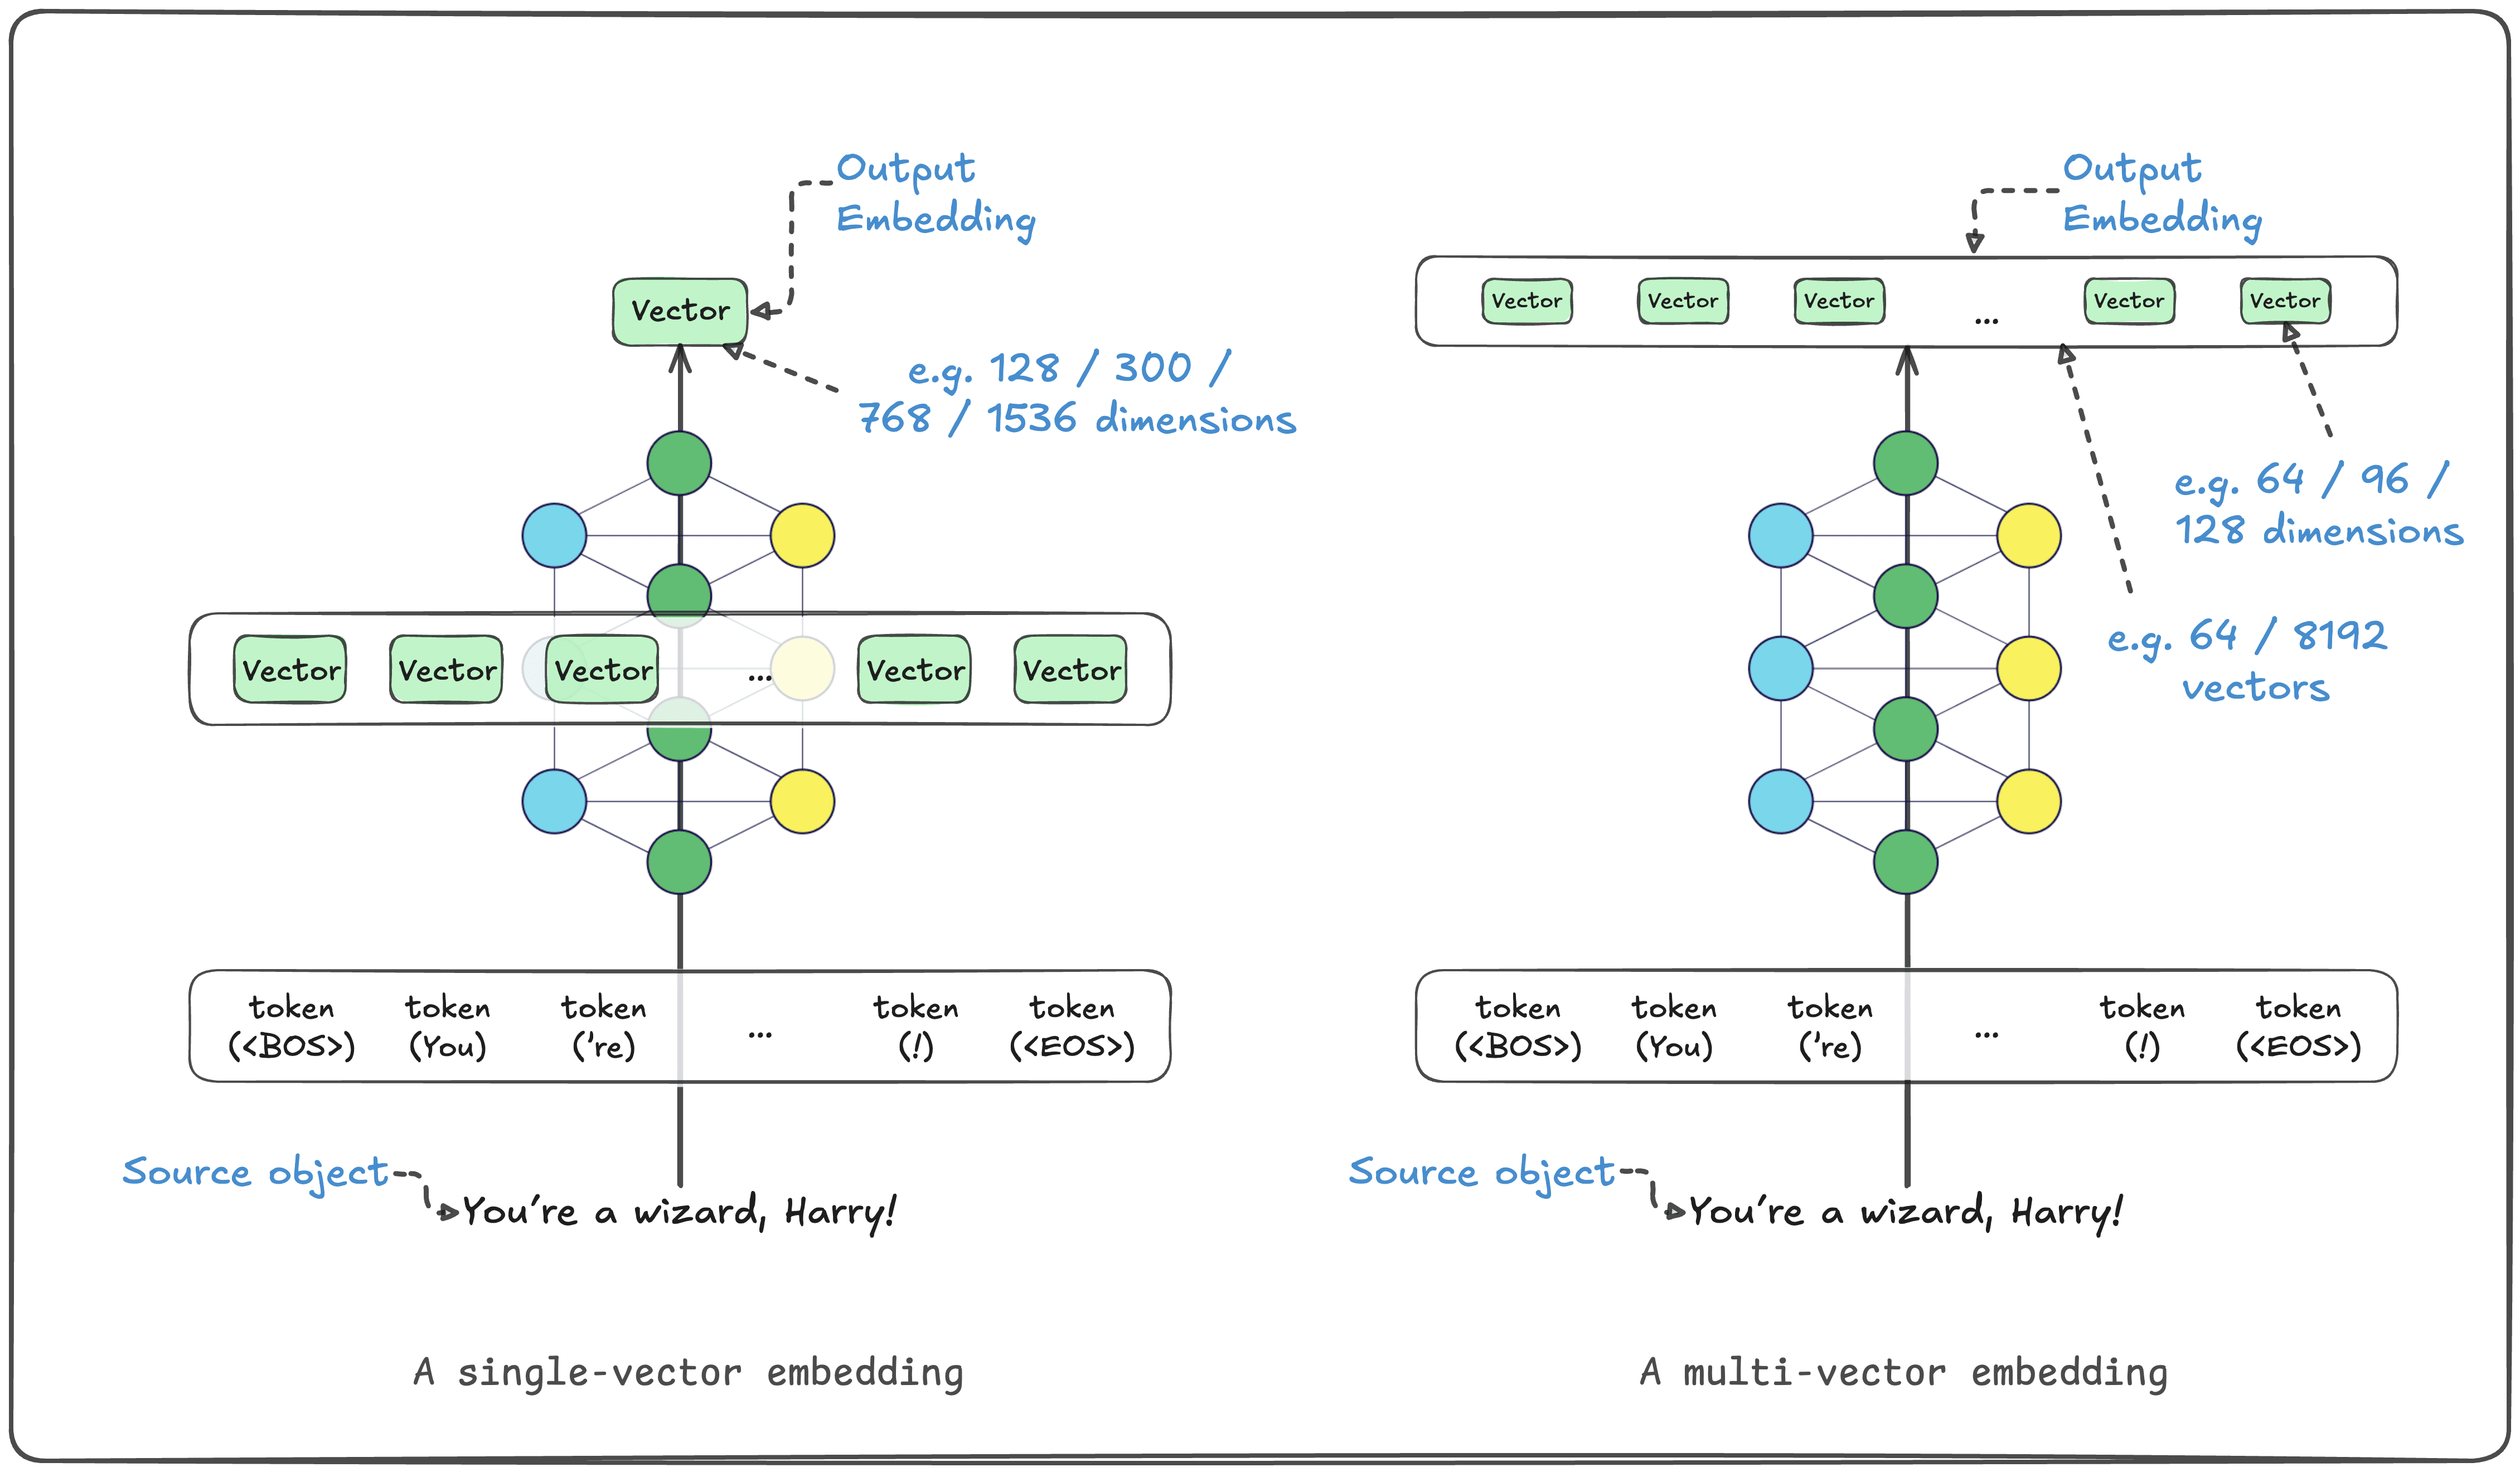 Output
Embedding
Vector
e.g. 128 / 300 /
768 / 1536 dimensions
Vector Vector Vector ... Vector Vector
token token token ... token token
(<BOS>) (You) ('re) (!) (<EOS>)
Source object
You're a wizard, Harry!
A single-vector embedding
Output
Embedding
Vector Vector Vector ... Vector Vector
e.g. 64 / 96 /
128 dimensions
e.g. 64 / 8192
vectors
token token token ... token token
(<BOS>) (You) ('re) (!) (<EOS>)
Source object
You're a wizard, Harry!
A multi-vector embedding